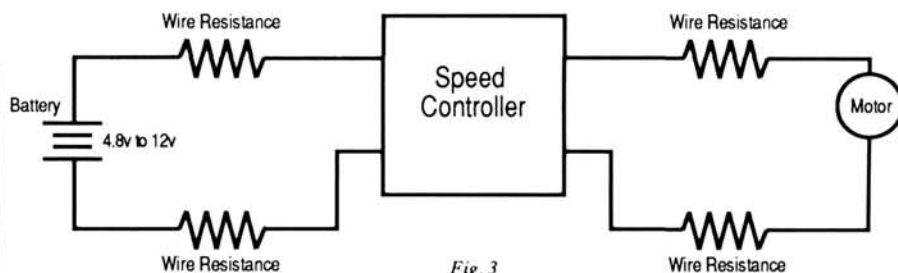 Wire Resistance
Wire Resistance
Speed
Controller
Battery
Motor
4.8v to 12v
Wire Resistance
Wire Resistance
Fig. 3